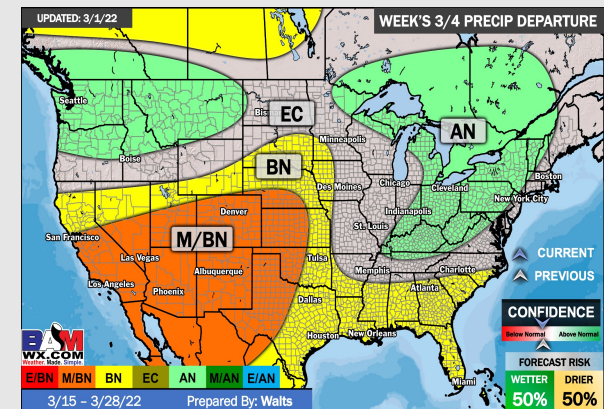 UPDATED: 3/1/22
WEEK'S 3/4 PRECIP DEPARTURE
Seattle
EC
AN
Minneapolis
Boise
BN
Boston
Des Moines
Chicago
Cleveland
New York City
Denver
Indianapolis
San Francisco
M/BN
St. Louis
Las Vegas
Tulsa
CURRENT
Albuquerque
Memphis
Charlotte
PREVIOUS
Los Angeles
Phoenix
Atlanta
Dallas
CONFIDENCE
Below Normal
Above Normal
Houston
New Orleans
BAM
WX.COM
Weather. Made. Simple.
FORECAST RISK
E/BN M/BN BN EC AN M/AN E/AN
Miami
WETTER
DRIER
50%
50%
3/15 – 3/28/22
Prepared By: Walts